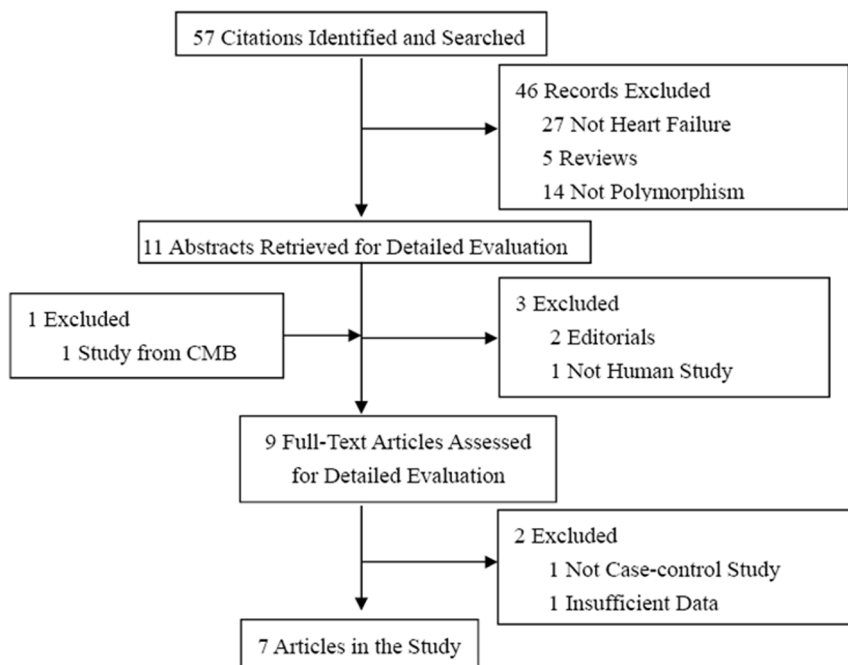 57 Citations Identified and Searched
46 Records Excluded
27 Not Heart Failure
5 Reviews
14 Not Polymorphism
11 Abstracts Retrieved for Detailed Evaluation
1 Excluded
1 Study from CMB
3 Excluded
2 Editorials
1 Not Human Study
9 Full-Text Articles Assessed
for Detailed Evaluation
2 Excluded
1 Not Case-control Study
1 Insufficient Data
7 Articles in the Study